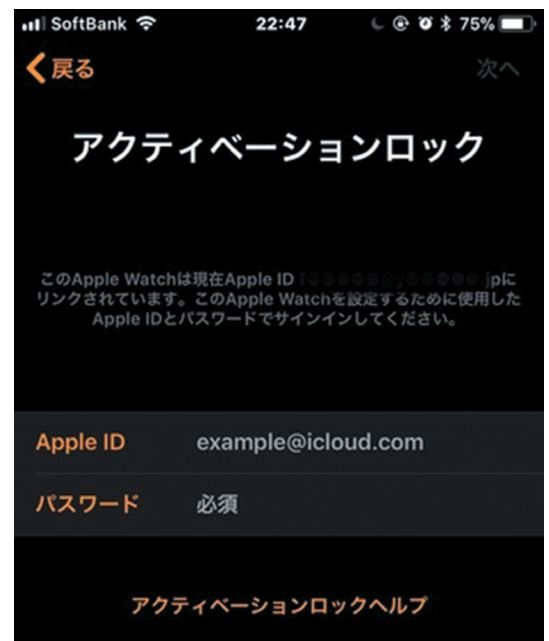 SoftBank 22:47 75%
戻る 次へ
アクティベーションロック
このApple Watchは現在Apple ID f●●●●●@y●●●●●.jpに
リンクされています。このApple Watchを設定するために使用した
Apple IDとパスワードでサインインしてください。
Apple ID example@icloud.com
パスワード 必須
アクティベーションロックヘルプ